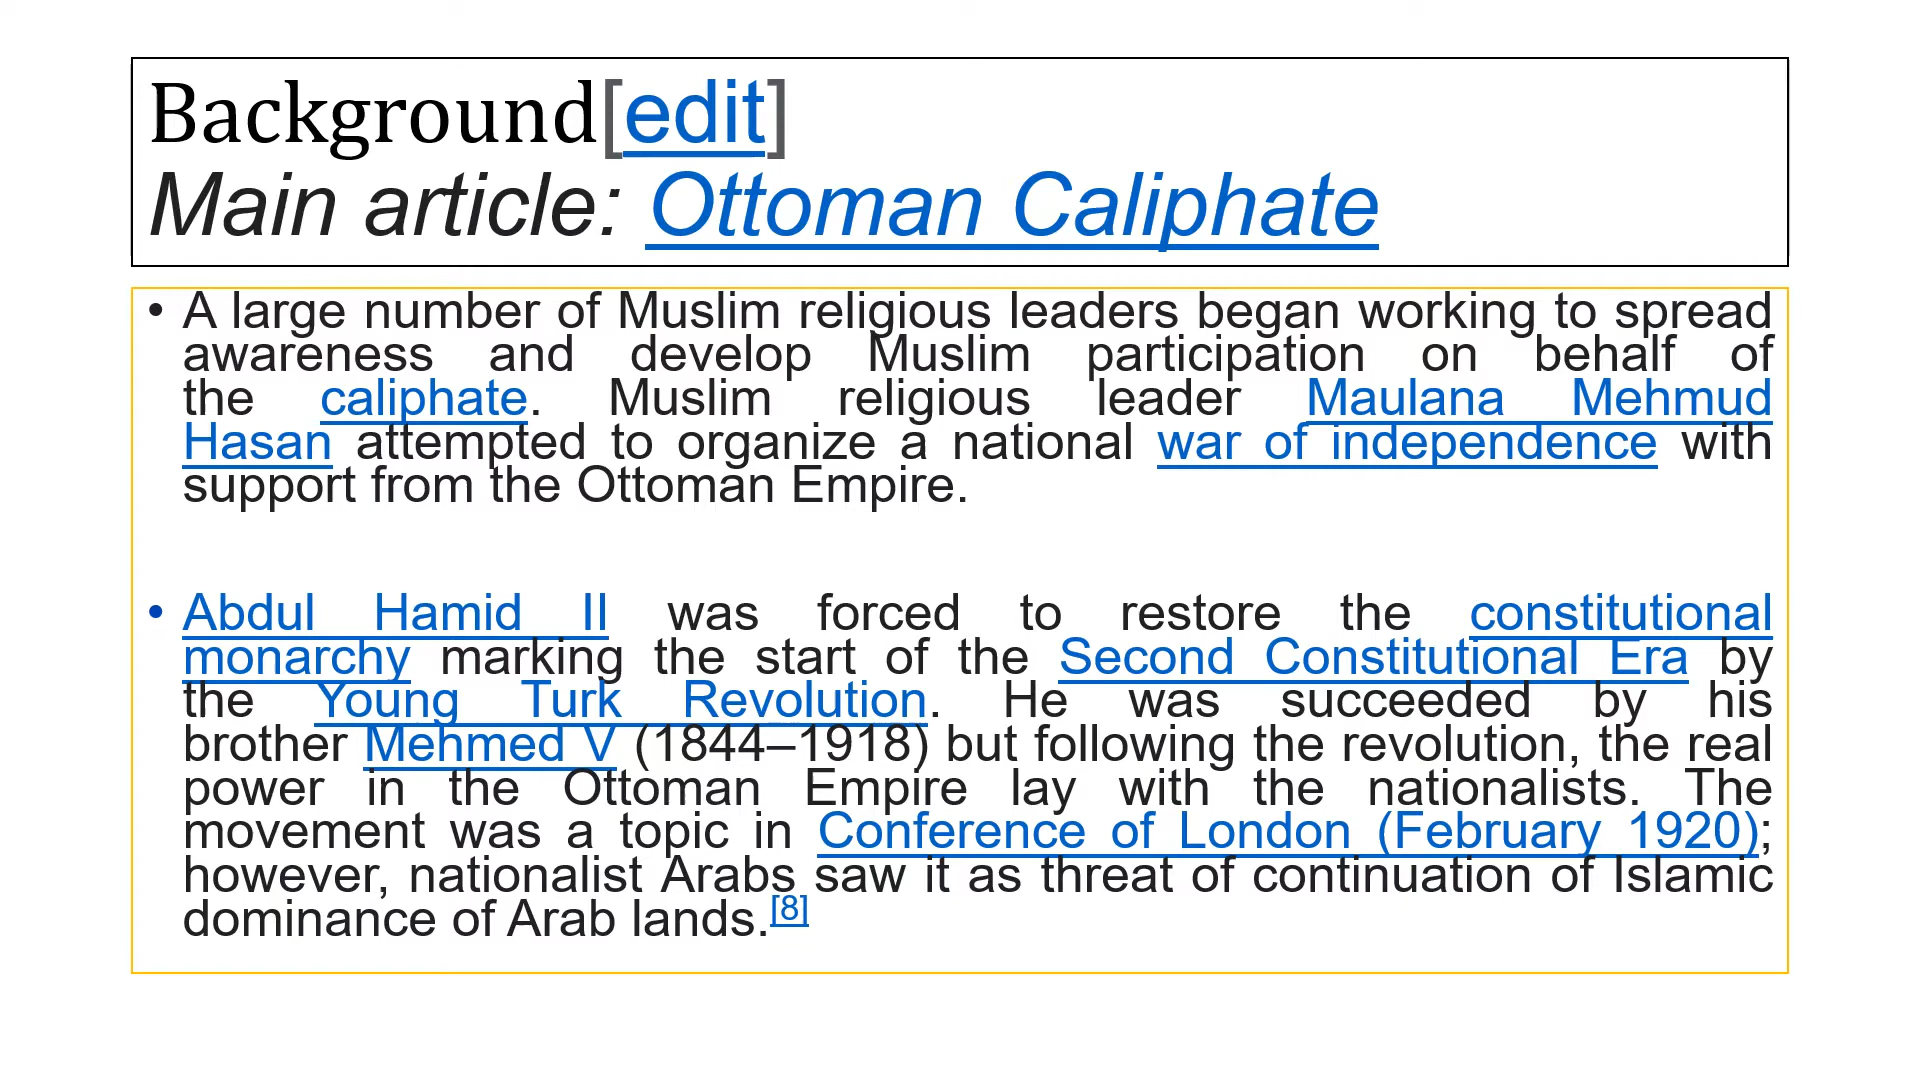 Background[edit]
Main article: Ottoman Caliphate
• A large number of Muslim religious leaders began working to spread
awareness and develop Muslim participation on behalf of
the caliphate. Muslim religious leader Maulana Mehmud
Hasan attempted to organize a national war of independence with
support from the Ottoman Empire.
• Abdul Hamid II was forced to restore the constitutional
monarchy marking the start of the Second Constitutional Era by
the Young Turk Revolution. He was succeeded by his
brother Mehmed V (1844–1918) but following the revolution, the real
power in the Ottoman Empire lay with the nationalists. The
movement was a topic in Conference of London (February 1920);
however, nationalist Arabs saw it as threat of continuation of Islamic
dominance of Arab lands.[8]